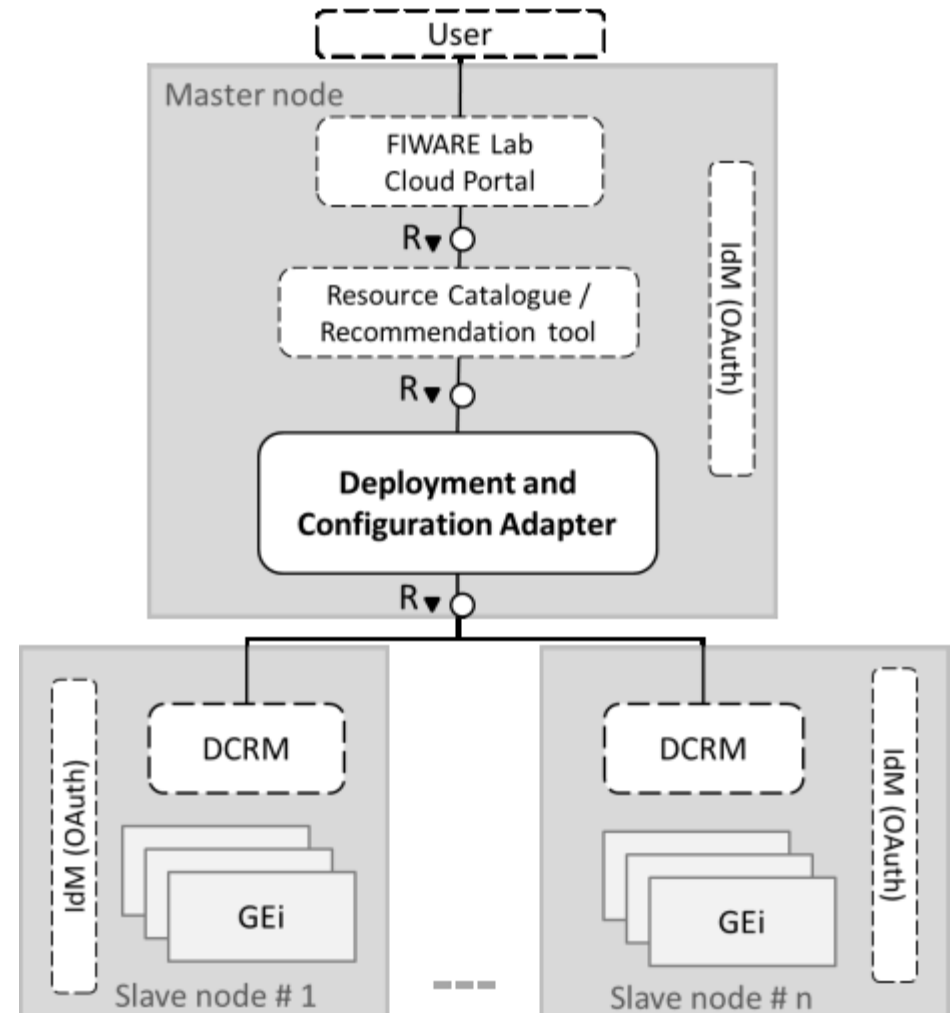 User
Master node
FIWARE Lab
Cloud Portal
R
IdM (OAuth)
Resource Catalogue /
Recommendation tool
R
Deployment and
Configuration Adapter
R
IdM (OAuth)
DCRM
GEi
Slave node # 1
DCRM
GEi
IdM (OAuth)
Slave node # n